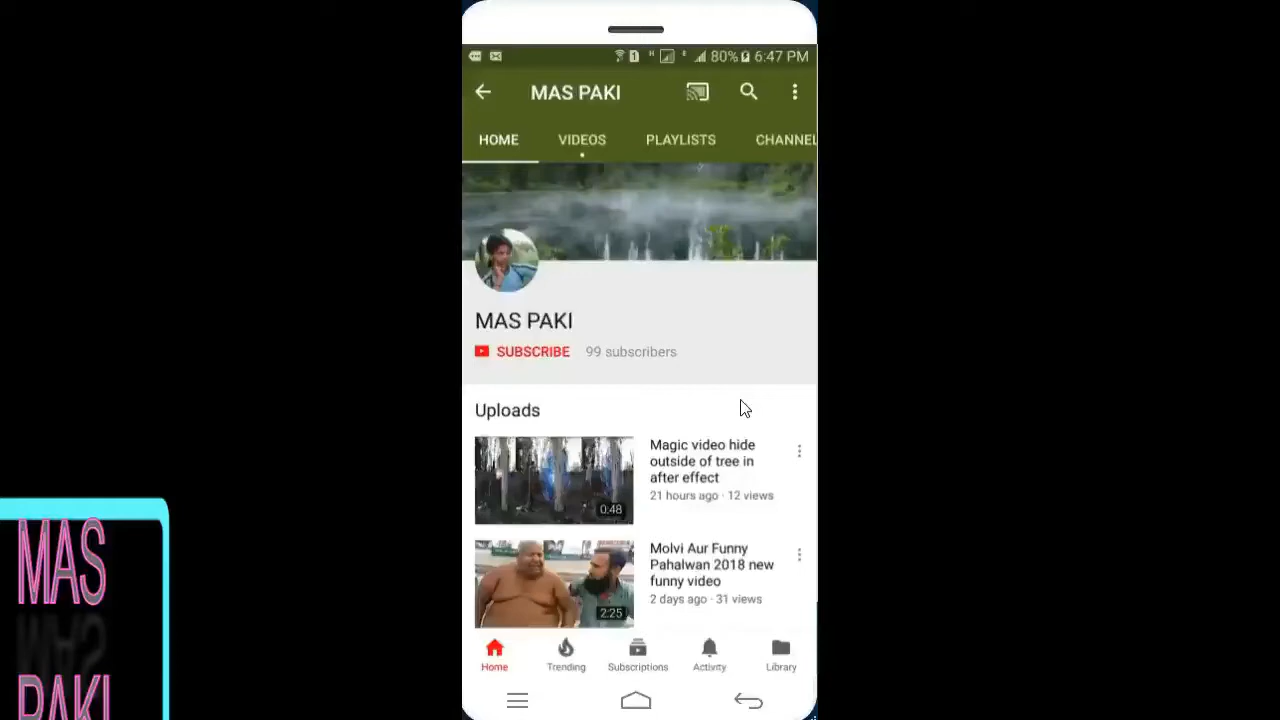 80% 6:47 PM
MAS PAKI
HOME VIDEOS PLAYLISTS CHANNEL
MAS PAKI
SUBSCRIBE 99 subscribers
Uploads
Magic video hide
outside of tree in
after effect
21 hours ago · 12 views
0:48
Molvi Aur Funny
Pahalwan 2018 new
funny video
2 days ago · 31 views
2:25
Home Trending Subscriptions Activity Library
MAS
PAKI